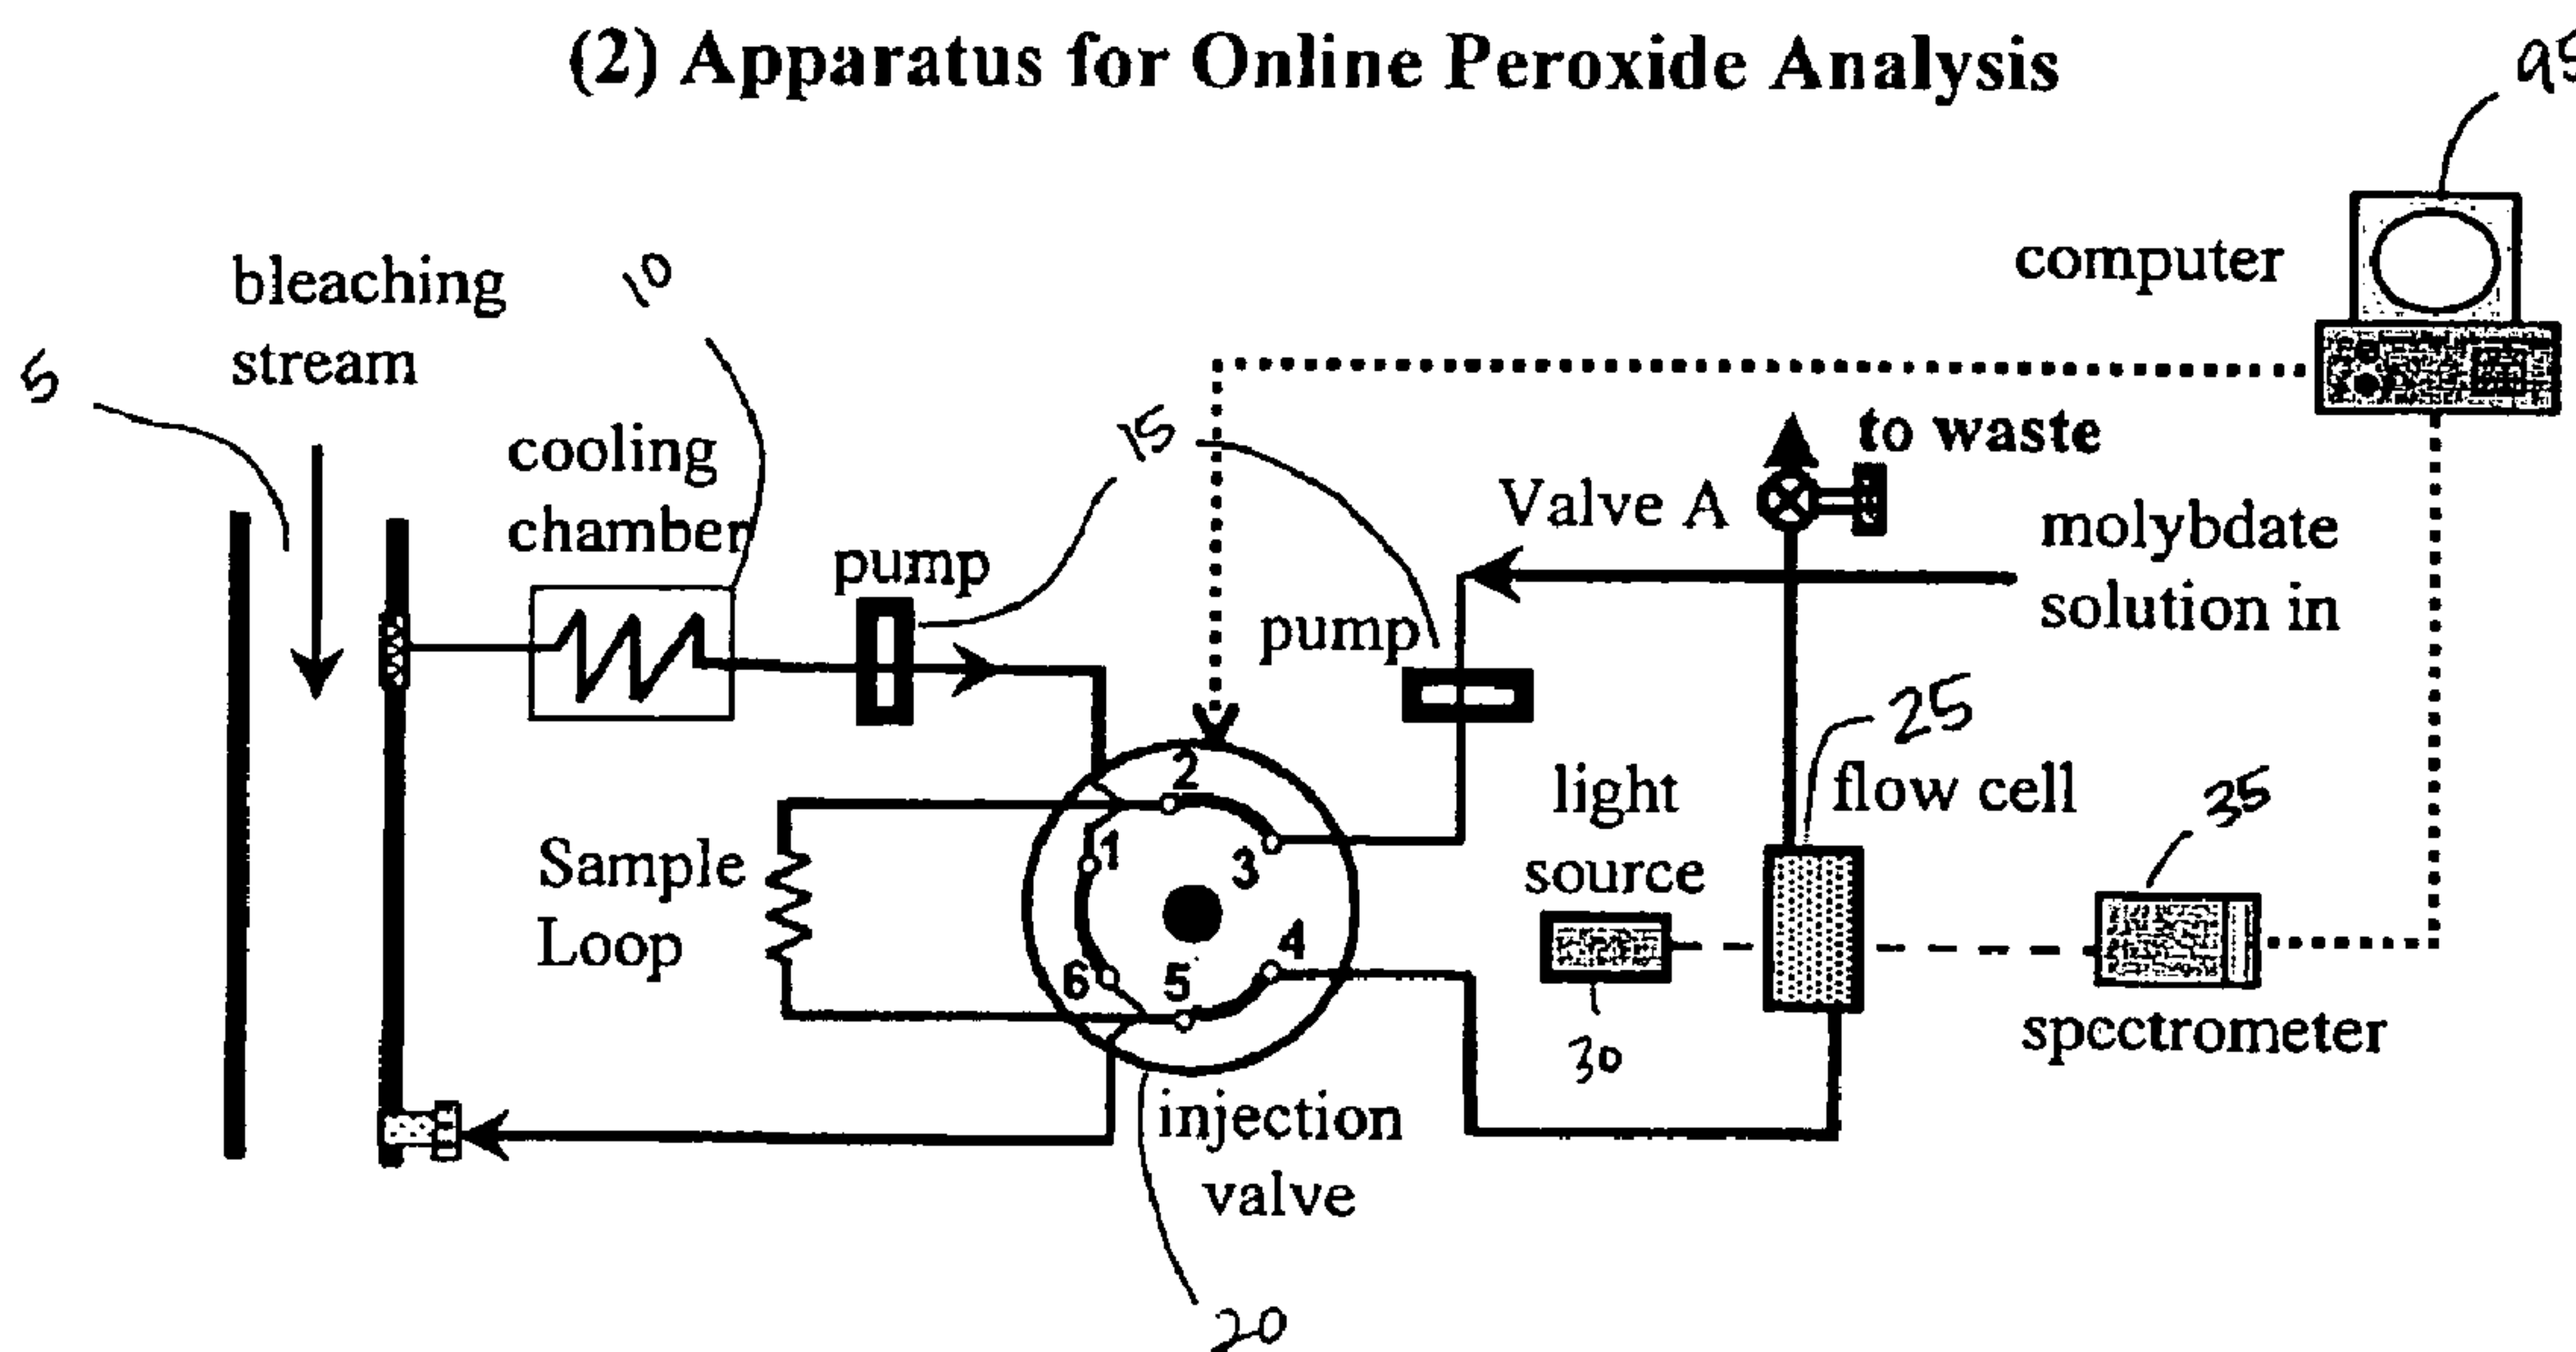 (2) Apparatus for Online Peroxide Analysis
bleaching
stream
5
10
cooling
chamber
pump
15
pump
computer
to waste
Valve A
molybdate
solution in
25
flow cell
light
source
30
35
spectrometer
Sample
Loop
1
2
3
4
5
6
injection
valve
20